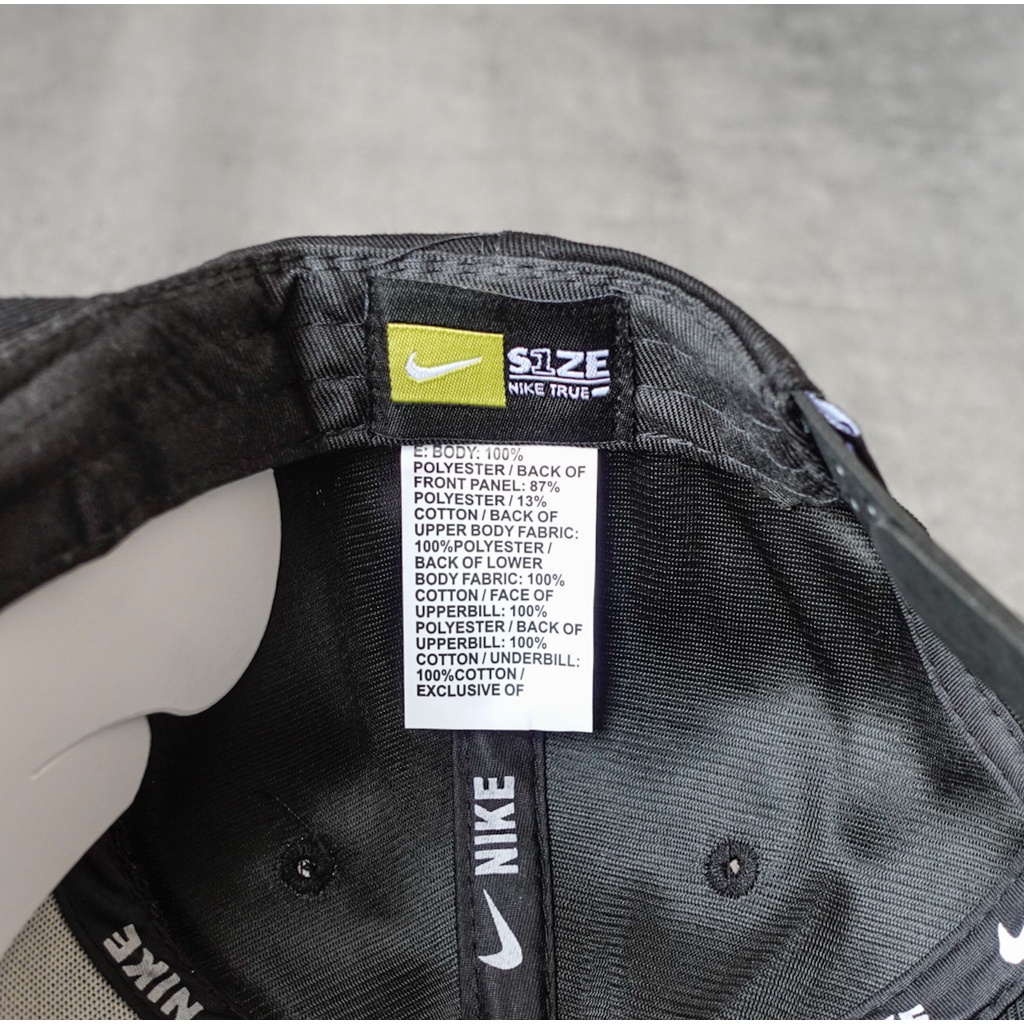 S1ZE
NIKE TRUE
E: BODY: 100%
POLYESTER / BACK OF
FRONT PANEL: 87%
POLYESTER / 13%
COTTON / BACK OF
UPPER BODY FABRIC:
100%POLYESTER /
BACK OF LOWER
BODY FABRIC: 100%
COTTON / FACE OF
UPPERBILL: 100%
POLYESTER / BACK OF
UPPERBILL: 100%
COTTON / UNDERBILL:
100%COTTON /
EXCLUSIVE OF
NIKE
NIKE